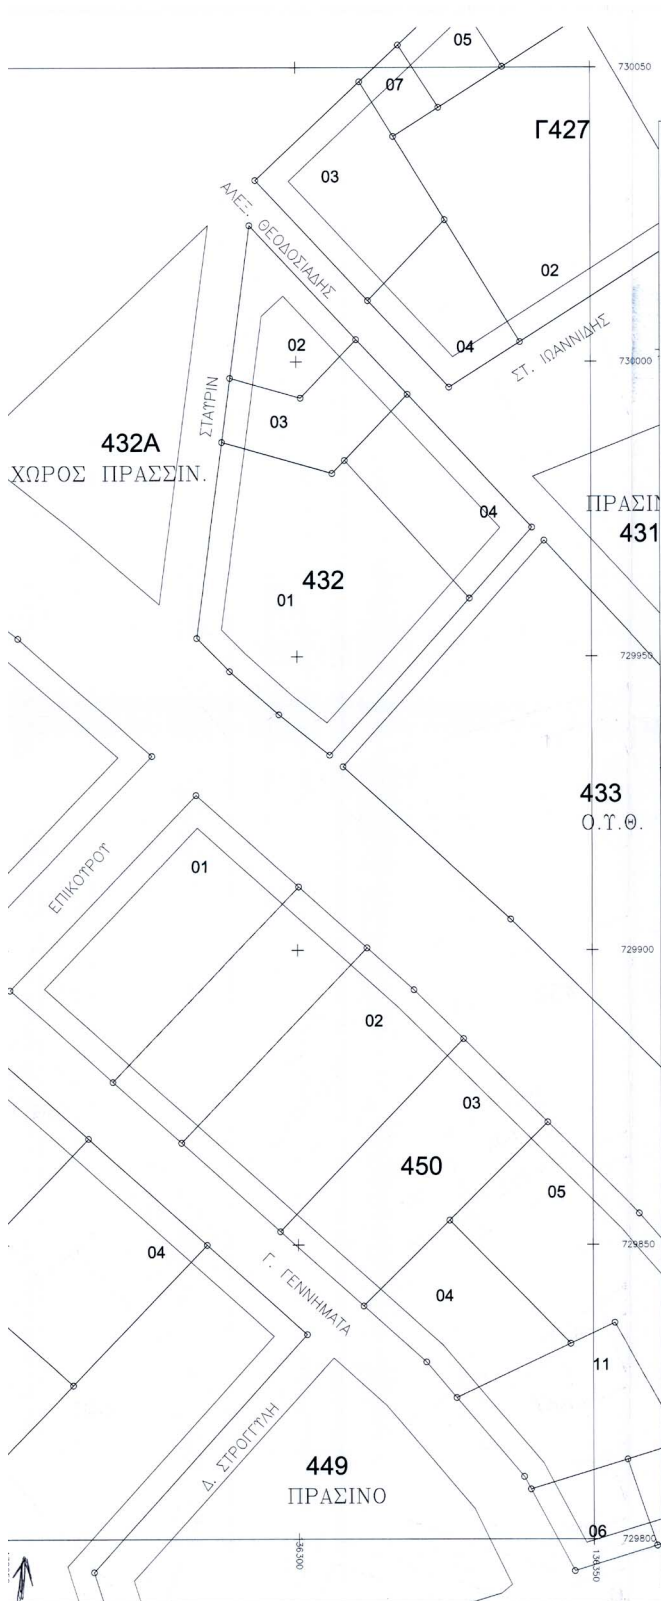 05
730050
07
Γ427
03
ΑΛΕΞ. ΘΕΟΔΟΣΙΑΔΗΣ
02
04
ΣΤ. ΙΩΑΝΝΙΔΗΣ
02
730000
ΣΤΑΥΡΙΝ
03
432Α
ΧΩΡΟΣ ΠΡΑΣΣΙΝ.
04
ΠΡΑΣΙΝ
431
432
01
729950
433
Ο.Υ.Θ.
ΕΠΙΚΟΥΡΟΥ
01
729900
02
03
450
05
04
729850
Γ. ΓΕΝΝΗΜΑΤΑ
04
11
Δ. ΣΤΡΟΓΓΥΛΗ
449
ΠΡΑΣΙΝΟ
06
729800
136300
136350